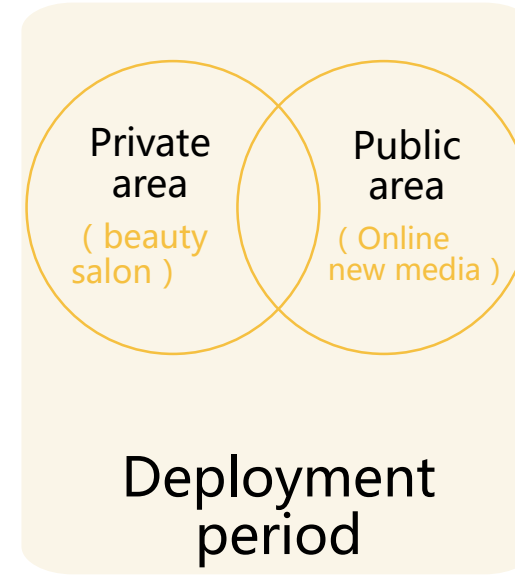 Private
area
( beauty
salon )
Public
area
( Online
new media )
Deployment
period